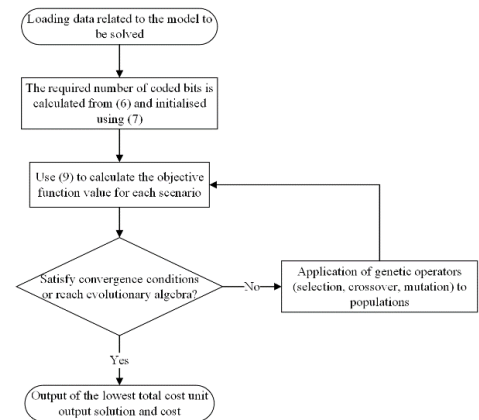 Loading data related to the model to
be solved
The required number of coded bits is
calculated from (6) and initialised
using (7)
Use (9) to calculate the objective
function value for each scenario
Satisfy convergence conditions
or reach evolutionary algebra?
No
Application of genetic operators
(selection, crossover, mutation) to
populations
Yes
Output of the lowest total cost unit
output solution and cost